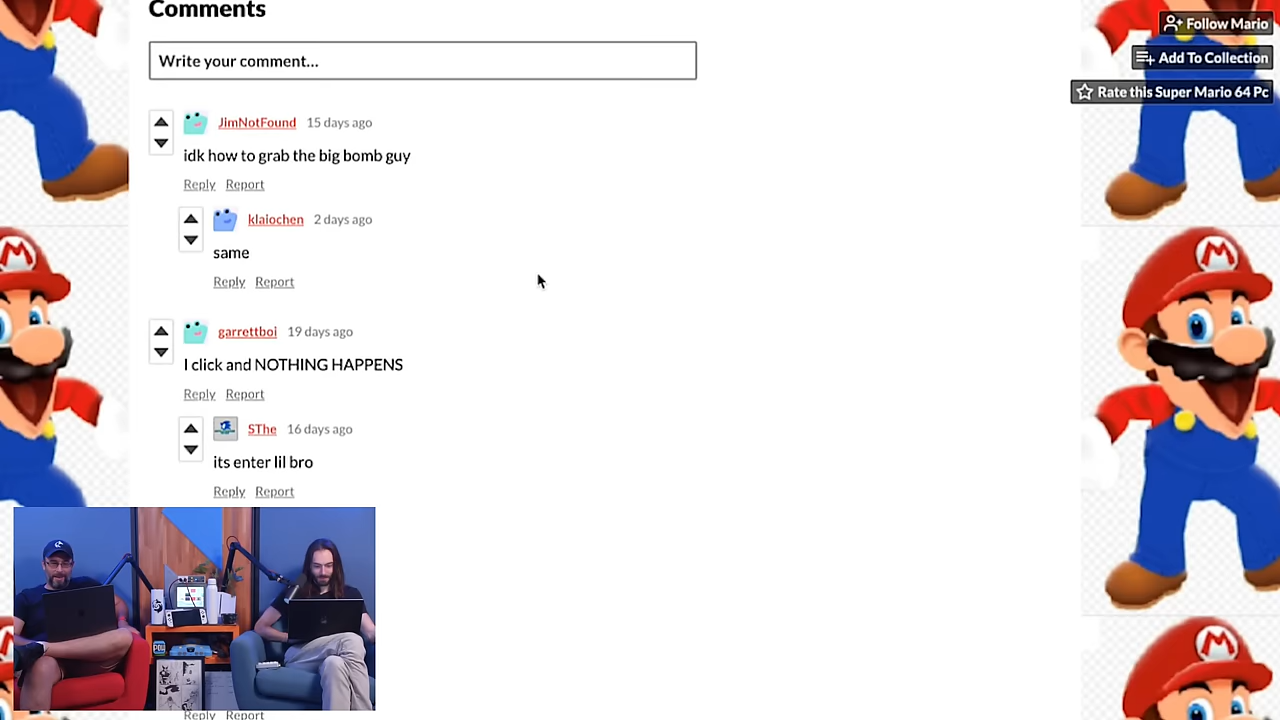 Comments
Follow Mario
Write your comment...
Add To Collection
Rate this Super Mario 64 Pc
JimNotFound 15 days ago
idk how to grab the big bomb guy
Reply Report
klaiochen 2 days ago
same
Reply Report
garrettboi 19 days ago
I click and NOTHING HAPPENS
Reply Report
SThe 16 days ago
its enter lil bro
Reply Report
POW
Reply Report
M
M
M